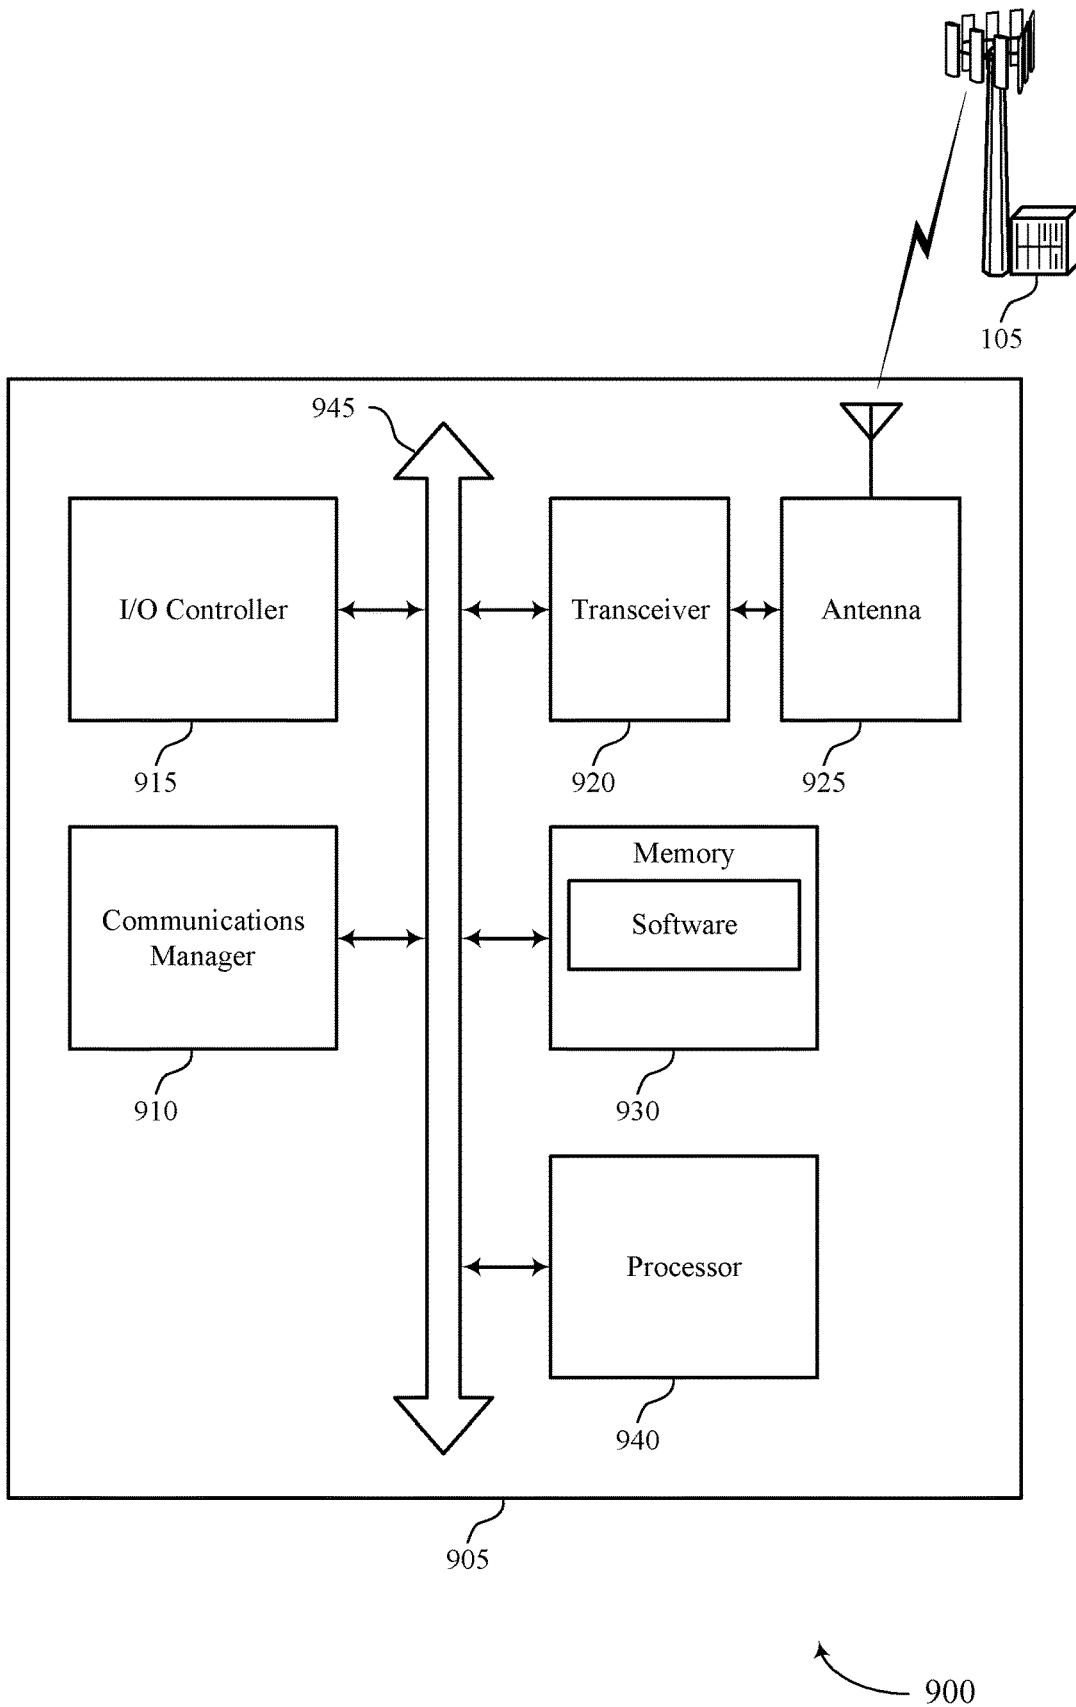 105
945
I/O Controller
Transceiver
Antenna
915
920
925
Communications
Manager
Memory
Software
910
930
Processor
940
905
900